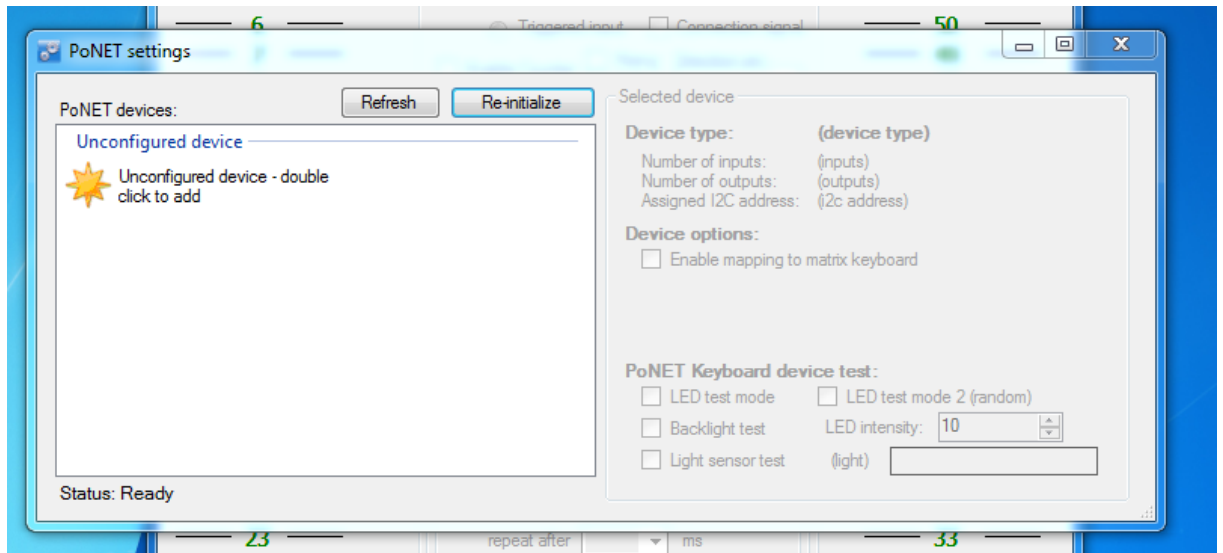 6
Triggered input
Connection signal
50
PoNET settings
PoNET devices:
Refresh
Re-initialize
Unconfigured device
Unconfigured device - double
click to add
Status: Ready
Selected device
Device type: (device type)
Number of inputs: (inputs)
Number of outputs: (outputs)
Assigned I2C address: (i2c address)
Device options:
Enable mapping to matrix keyboard
PoNET Keyboard device test:
LED test mode
LED test mode 2 (random)
Backlight test
LED intensity: 10
Light sensor test
(light)
23
repeat after
ms
33